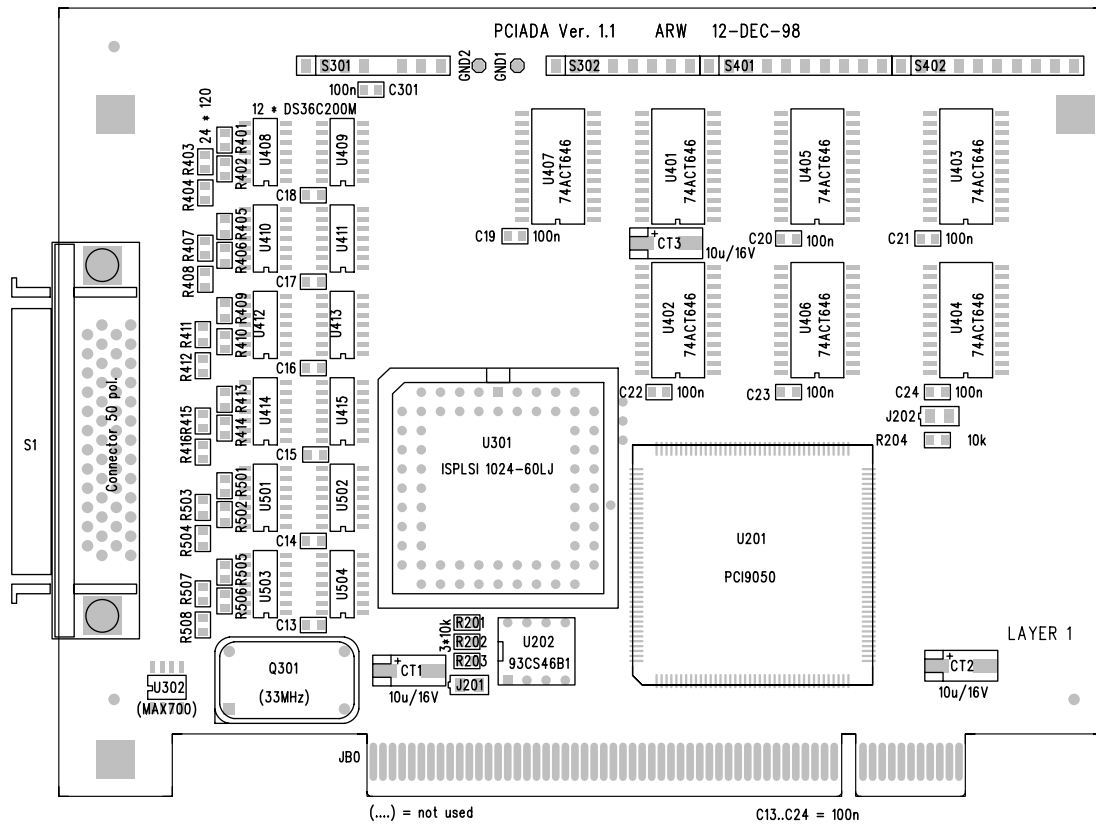 PCIADA Ver. 1.1 ARW 12-DEC-98
S301
GND2
GND1
S302
S401
S402
100n
C301
24 * 120
12 * DS36C200M
R401
R402
R403
R404
U408
U409
C18
U407
74ACT646
U401
74ACT646
U405
74ACT646
U403
74ACT646
C19
100n
+
CT3
10u/16V
C20
100n
C21
100n
R405
R406
R407
R408
U410
U411
C17
U402
74ACT646
U406
74ACT646
U404
74ACT646
R409
R410
R411
R412
U412
U413
C16
C22
100n
C23
100n
C24
100n
J202
R204
10k
R413
R414
R415
R416
U414
U415
C15
S1
Connector 50 pol.
U301
ISPLSI 1024-60LJ
R501
R502
R503
R504
U501
U502
C14
U201
PCI9050
R505
R506
R507
R508
U503
U504
C13
3*10k
R201
R202
R203
J201
U202
93CS46B1
LAYER 1
U302
(MAX700)
Q301
(33MHz)
+
CT1
10u/16V
+
CT2
10u/16V
JB0
(....) = not used
C13..C24 = 100n